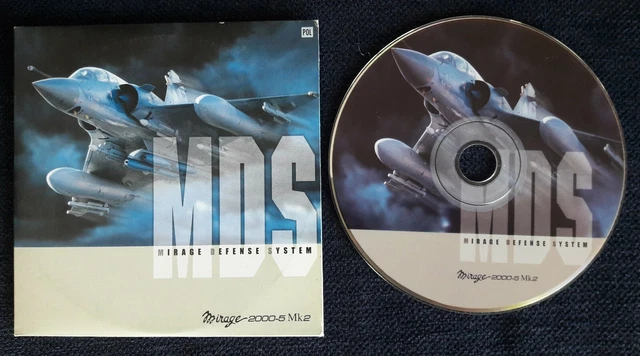 POL
MDS
MIRAGE DEFENSE SYSTEM
Mirage 2000-5 Mk2
MDS
MIRAGE DEFENSE SYSTEM
Mirage 2000-5 Mk2